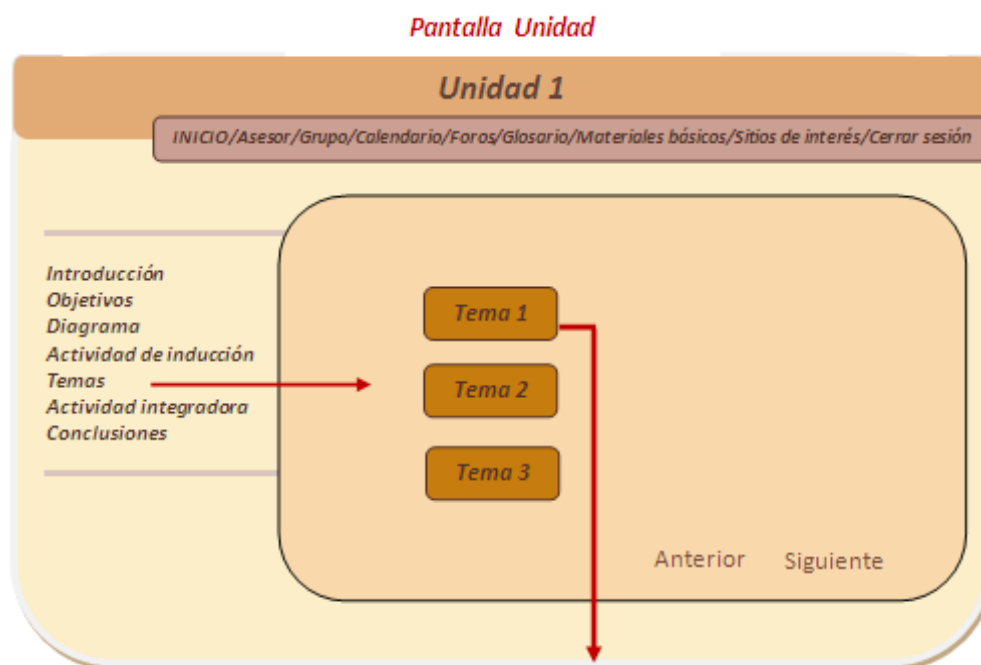 Pantalla Unidad
Unidad 1
INICIO/Asesor/Grupo/Calendario/Foros/Glosario/Materiales básicos/Sitios de interés/Cerrar sesión
Introducción
Objetivos
Diagrama
Actividad de inducción
Temas
Actividad integradora
Conclusiones
Tema 1
Tema 2
Tema 3
Anterior Siguiente